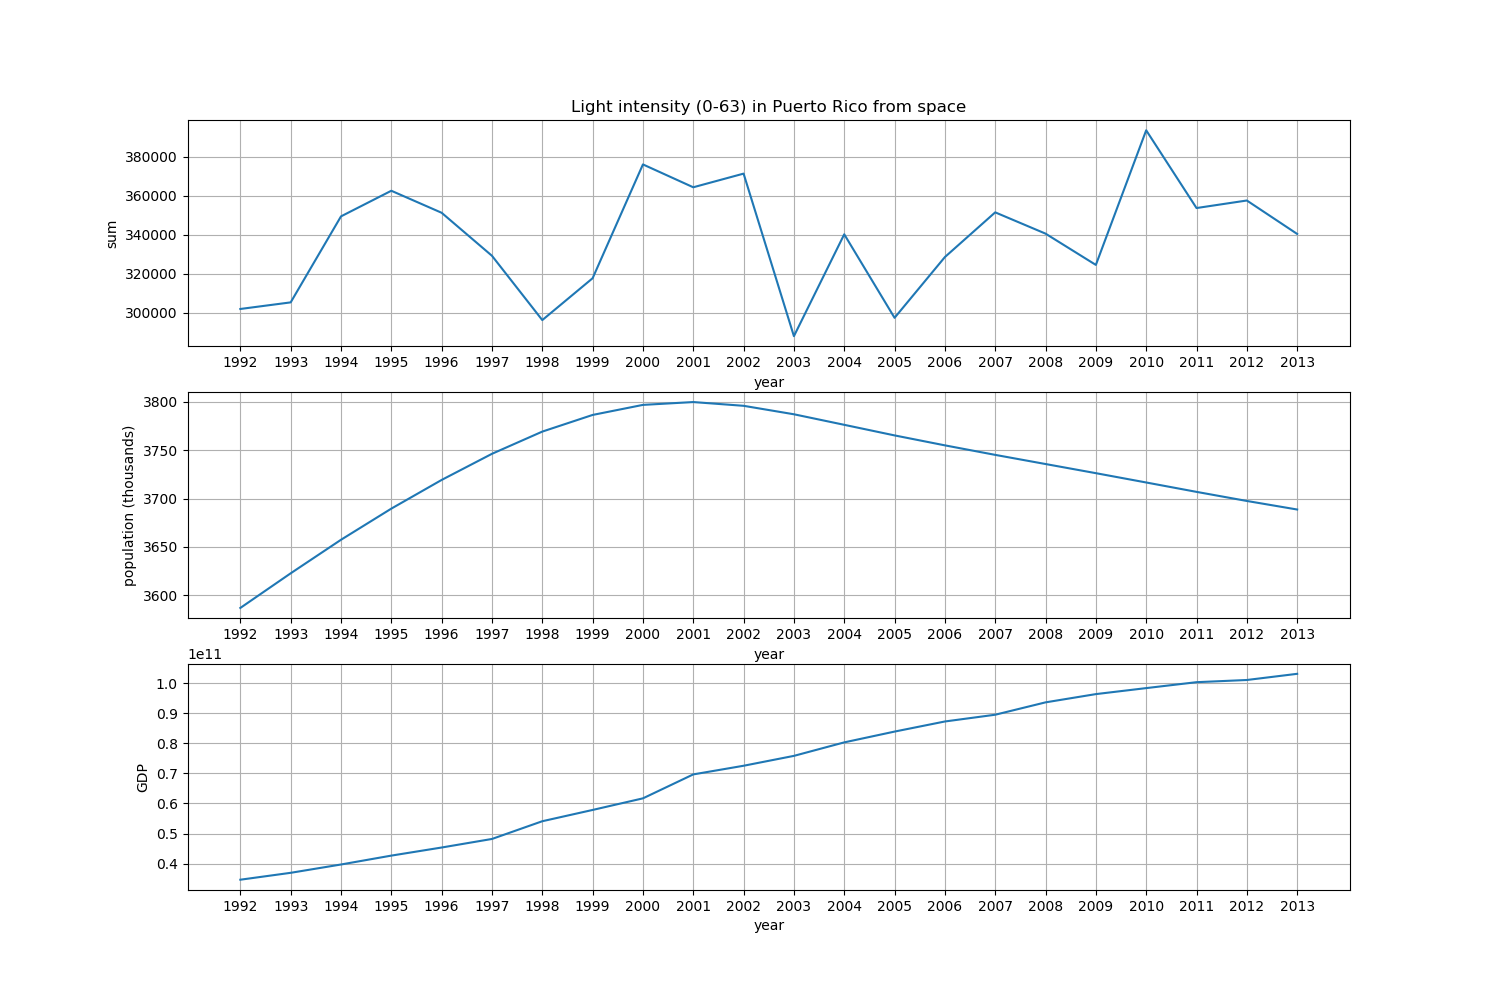 Light intensity (0-63) in Puerto Rico from space
380000
360000
340000
320000
300000
sum
1992 1993 1994 1995 1996 1997 1998 1999 2000 2001 2002 2003 2004 2005 2006 2007 2008 2009 2010 2011 2012 2013
year
3800
3750
3700
3650
3600
population (thousands)
1992 1993 1994 1995 1996 1997 1998 1999 2000 2001 2002 2003 2004 2005 2006 2007 2008 2009 2010 2011 2012 2013
year
1e11
1.0
0.9
0.8
0.7
0.6
0.5
0.4
GDP
1992 1993 1994 1995 1996 1997 1998 1999 2000 2001 2002 2003 2004 2005 2006 2007 2008 2009 2010 2011 2012 2013
year